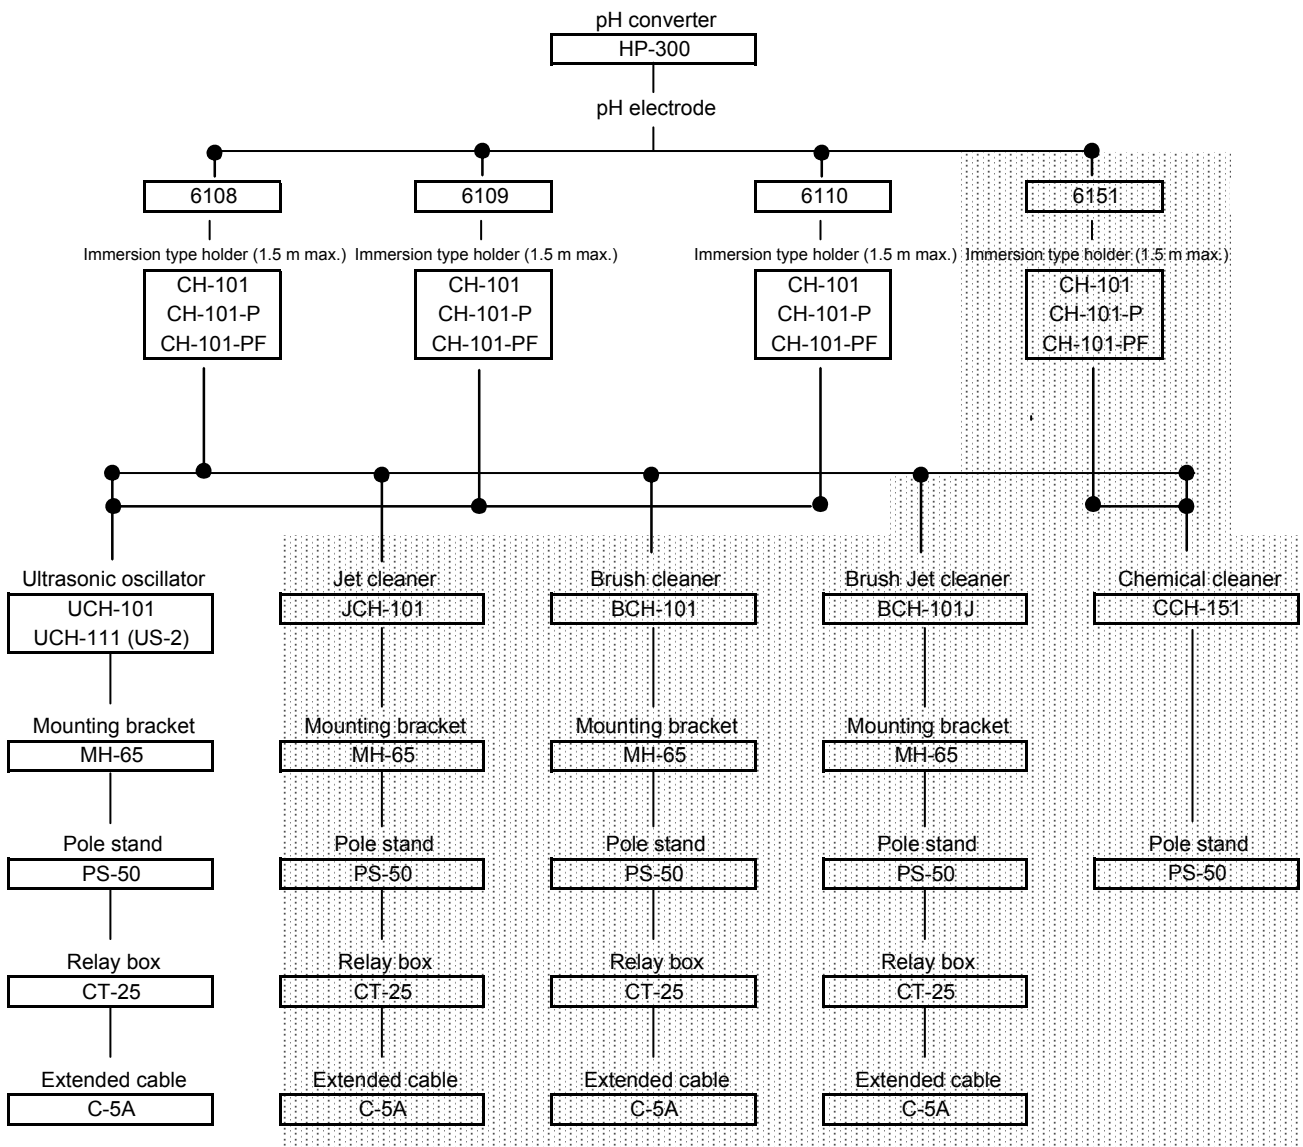 pH converter
HP-300
pH electrode
6108
6109
6110
6151
Immersion type holder (1.5 m max.)
Immersion type holder (1.5 m max.)
Immersion type holder (1.5 m max.)
Immersion type holder (1.5 m max.)
CH-101
CH-101-P
CH-101-PF
CH-101
CH-101-P
CH-101-PF
CH-101
CH-101-P
CH-101-PF
CH-101
CH-101-P
CH-101-PF
Ultrasonic oscillator
UCH-101
UCH-111 (US-2)
Jet cleaner
JCH-101
Brush cleaner
BCH-101
Brush Jet cleaner
BCH-101J
Chemical cleaner
CCH-151
Mounting bracket
MH-65
Mounting bracket
MH-65
Mounting bracket
MH-65
Mounting bracket
MH-65
Pole stand
PS-50
Pole stand
PS-50
Pole stand
PS-50
Pole stand
PS-50
Pole stand
PS-50
Relay box
CT-25
Relay box
CT-25
Relay box
CT-25
Relay box
CT-25
Extended cable
C-5A
Extended cable
C-5A
Extended cable
C-5A
Extended cable
C-5A